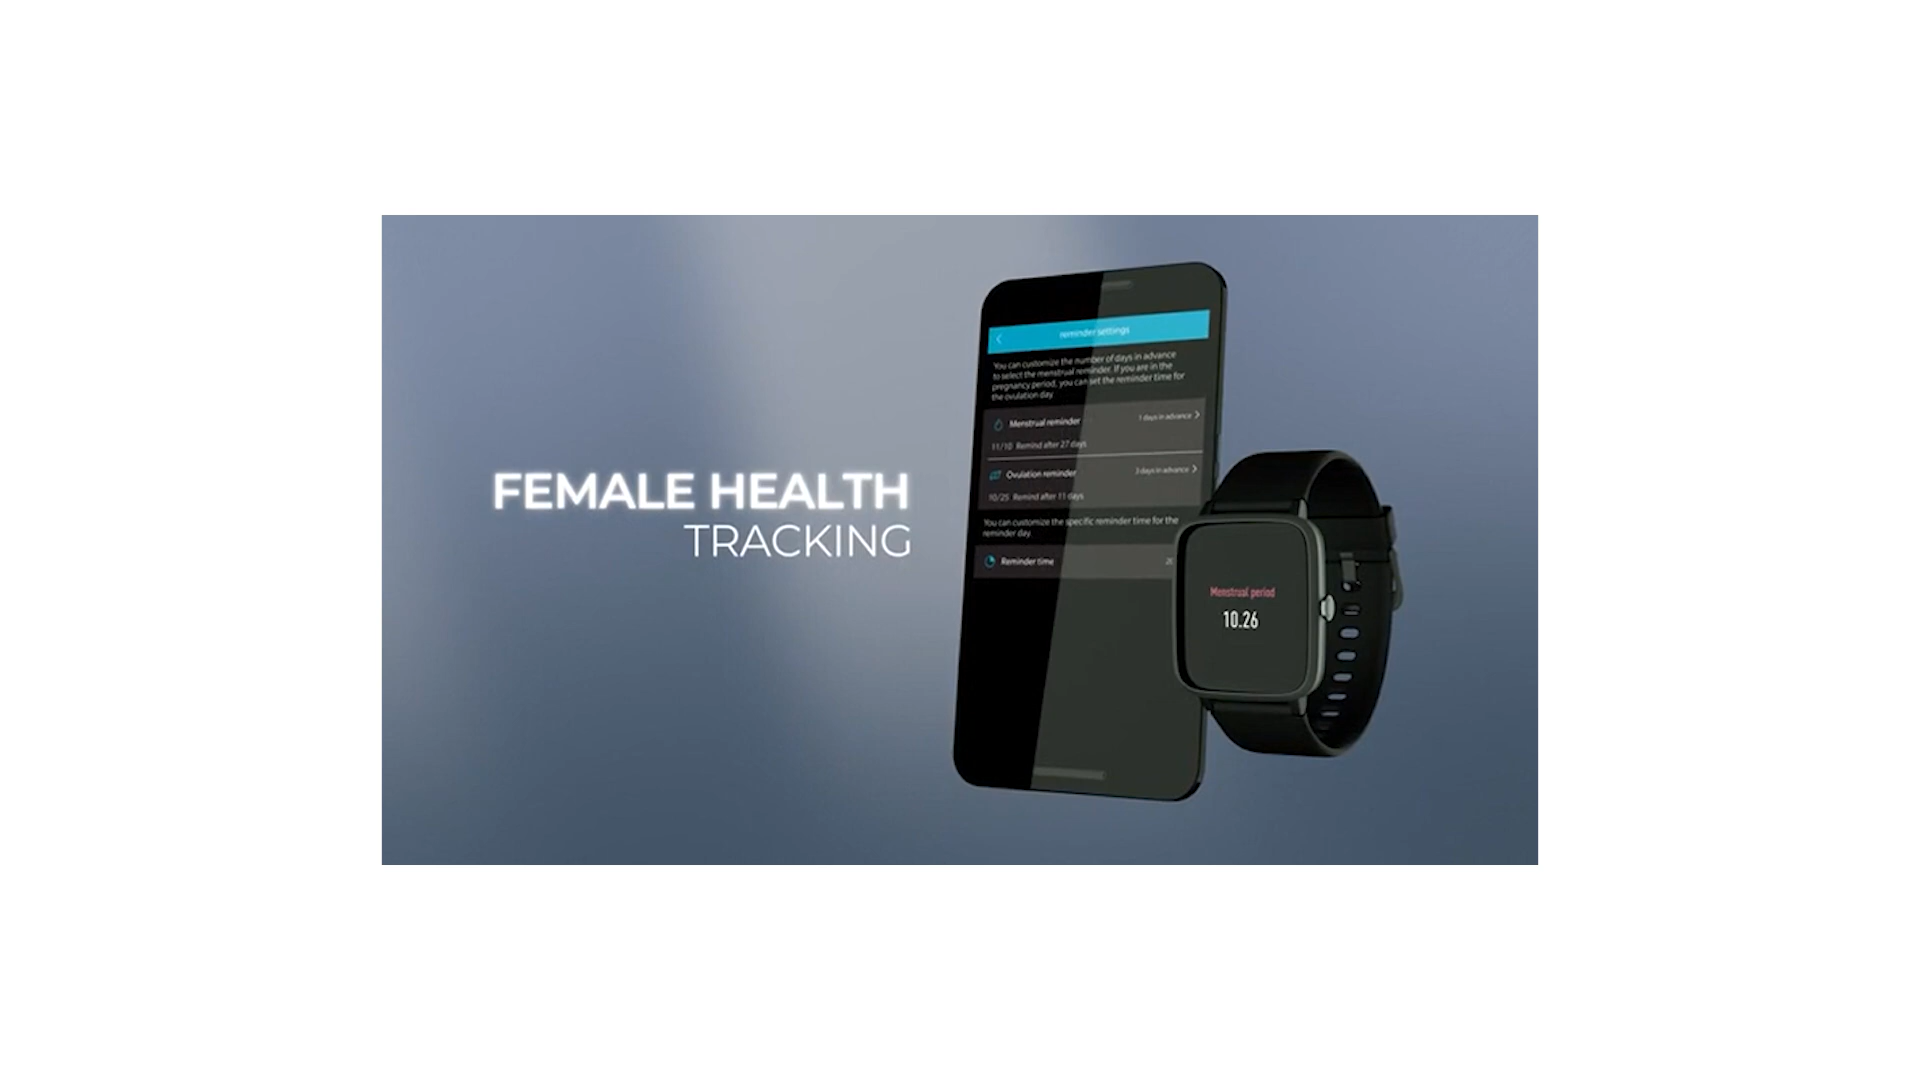 FEMALE HEALTH
TRACKING
reminder settings
You can customize the number of days in advance
to select the menstrual reminder. If you are in the
pregnancy period, you can set the reminder time for
the ovulation day.
Menstrual reminder
1 days in advance
11/10 Remind after 27 days
Ovulation reminder
3 days in advance
10/25 Remind after 11 days
You can customize the specific reminder time for the
reminder day.
Reminder time
Menstrual period
10.26